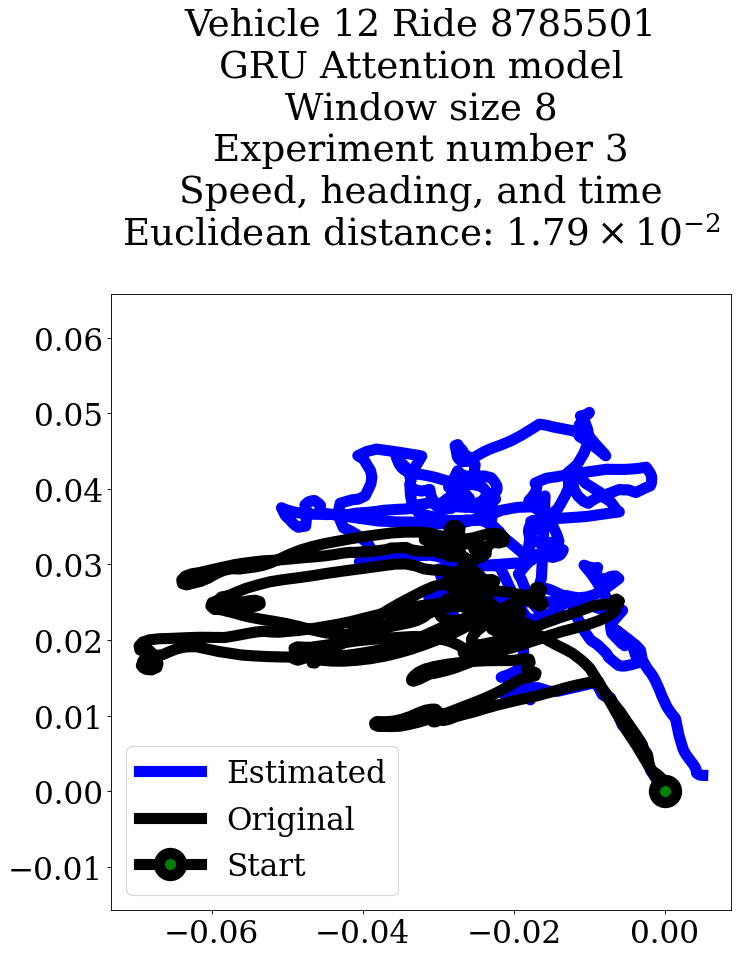 Vehicle 12 Ride 8785501
GRU Attention model
Window size 8
Experiment number 3
Speed, heading, and time
Euclidean distance: 1.79 × 10⁻²
0.06
0.05
0.04
0.03
0.02
0.01
0.00
−0.01
Estimated
Original
Start
−0.06 −0.04 −0.02 0.00